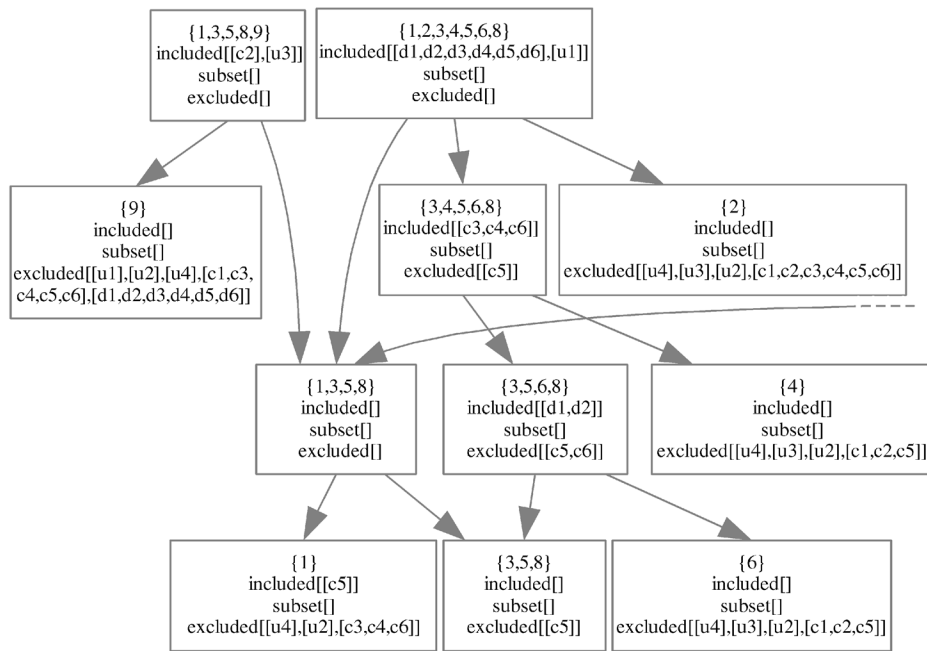 {1,3,5,8,9}
included[[c2],[u3]]
subset[]
excluded[]
{1,2,3,4,5,6,8}
included[[d1,d2,d3,d4,d5,d6],[u1]]
subset[]
excluded[]
{9}
included[]
subset[]
excluded[[u1],[u2],[u4],[c1,c3,
c4,c5,c6],[d1,d2,d3,d4,d5,d6]]
{3,4,5,6,8}
included[[c3,c4,c6]]
subset[]
excluded[[c5]]
{2}
included[]
subset[]
excluded[[u4],[u3],[u2],[c1,c2,c3,c4,c5,c6]]
{1,3,5,8}
included[]
subset[]
excluded[]
{3,5,6,8}
included[[d1,d2]]
subset[]
excluded[[c5,c6]]
{4}
included[]
subset[]
excluded[[u4],[u3],[u2],[c1,c2,c5]]
{1}
included[[c5]]
subset[]
excluded[[u4],[u2],[c3,c4,c6]]
{3,5,8}
included[]
subset[]
excluded[[c5]]
{6}
included[]
subset[]
excluded[[u4],[u3],[u2],[c1,c2,c5]]